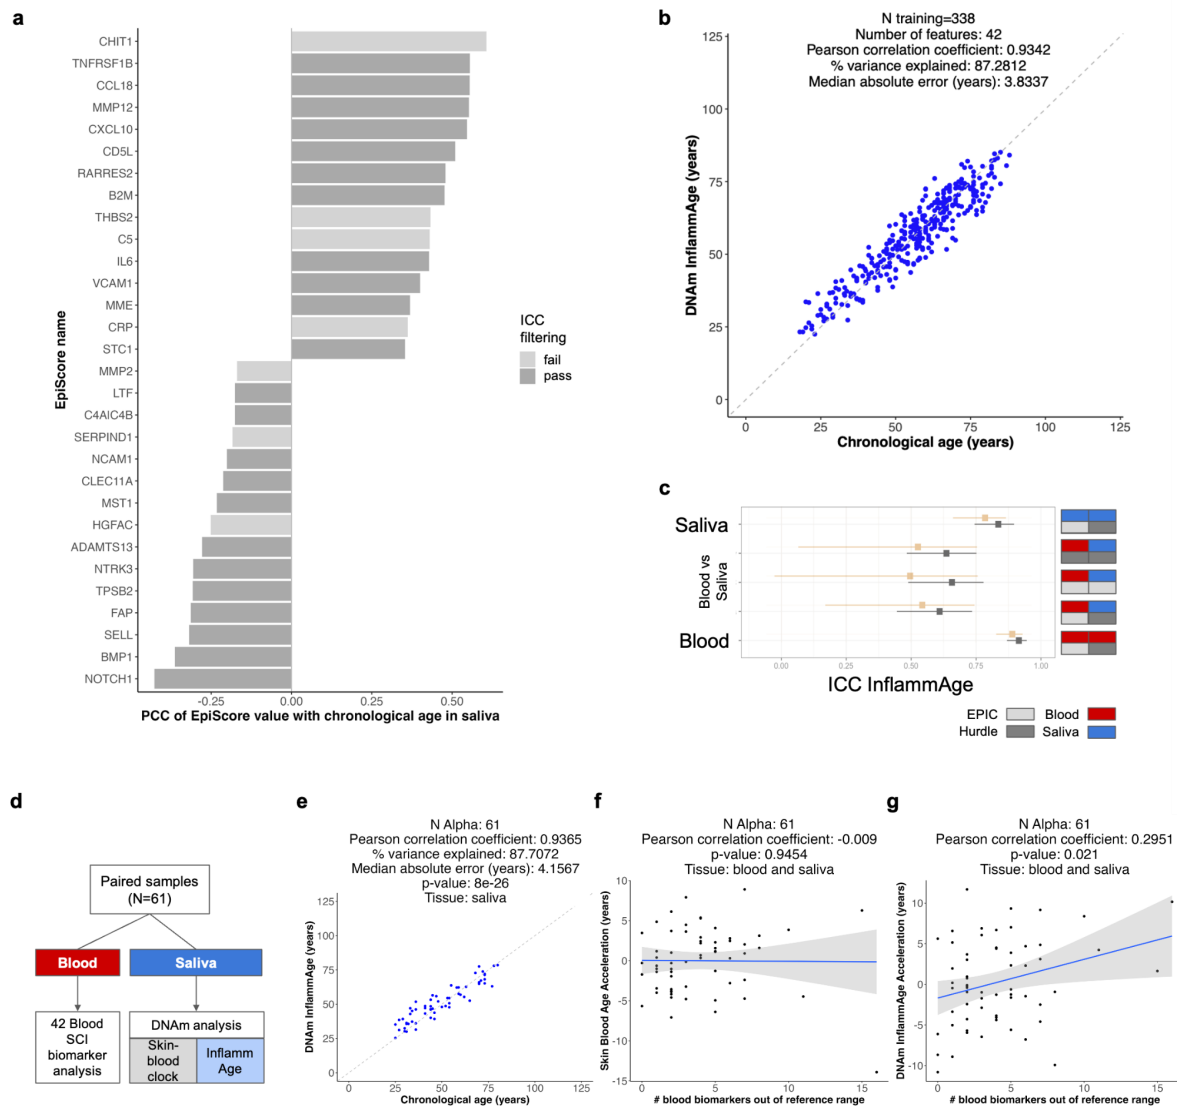 a
CHIT1
TNFRSF1B
CCL18
MMP12
CXCL10
CD5L
RARRES2
B2M
THBS2
C5
IL6
VCAM1
MME
CRP
STC1
MMP2
LTF
C4AIC4B
SERPIND1
NCAM1
CLEC11A
MST1
HGFAC
ADAMTS13
NTRK3
TPSB2
FAP
SELL
BMP1
NOTCH1
EpiScore name
-0.25 0.00 0.25 0.50
PCC of EpiScore value with chronological age in saliva
ICC
filtering
fail
pass
b
N training=338
Number of features: 42
Pearson correlation coefficient: 0.9342
% variance explained: 87.2812
Median absolute error (years): 3.8337
125
100
75
50
25
0
DNAm InflammAge (years)
0 25 50 75 100 125
Chronological age (years)
c
Saliva
Blood vs
Saliva
Blood
0.00 0.25 0.50 0.75 1.00
ICC InflammAge
EPIC Blood
Hurdle Saliva
d
Paired samples
(N=61)
Blood Saliva
42 Blood
SCI
biomarker
analysis
DNAm analysis
Skin-
blood
clock
Inflamm
Age
e
N Alpha: 61
Pearson correlation coefficient: 0.9365
% variance explained: 87.7072
Median absolute error (years): 4.1567
p-value: 8e-26
Tissue: saliva
125
100
75
50
25
0
DNAm InflammAge (years)
0 25 50 75 100 125
Chronological age (years)
f
N Alpha: 61
Pearson correlation coefficient: -0.009
p-value: 0.9454
Tissue: blood and saliva
10
5
0
-5
-10
-15
Skin Blood Age Acceleration (years)
0 5 10 15
# blood biomarkers out of reference range
g
N Alpha: 61
Pearson correlation coefficient: 0.2951
p-value: 0.021
Tissue: blood and saliva
10
5
0
-5
-10
DNAm InflammAge Acceleration (years)
0 5 10 15
# blood biomarkers out of reference range